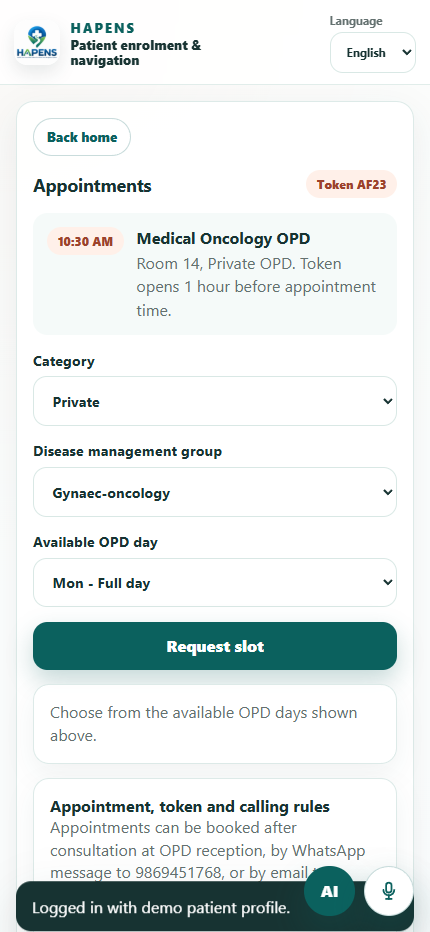 HAPENS
Language
Patient enrolment &
navigation
HAPENS
English
Back home
Appointments
Token AF23
10:30 AM
Medical Oncology OPD
Room 14, Private OPD. Token
opens 1 hour before appointment
time.
Category
Private
Disease management group
Gynaec-oncology
Available OPD day
Mon - Full day
Request slot
Choose from the available OPD days shown
above.
Appointment, token and calling rules
Appointments can be booked after
consultation at OPD reception, by WhatsApp
message to 9869451768, or by email
AI
Logged in with demo patient profile.